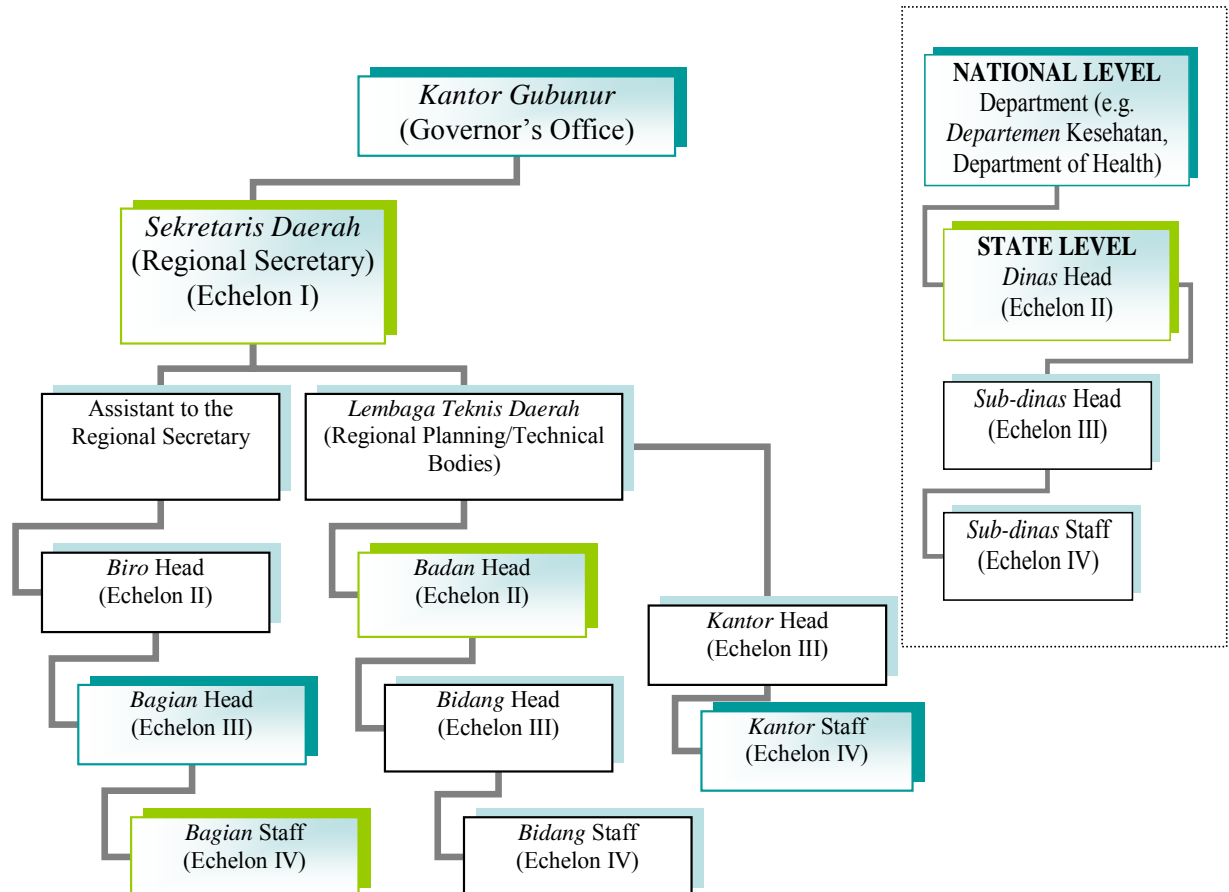 Kantor Gubunur
(Governor's Office)
Sekretaris Daerah
(Regional Secretary)
(Echelon I)
Assistant to the
Regional Secretary
Lembaga Teknis Daerah
(Regional Planning/Technical
Bodies)
Biro Head
(Echelon II)
Badan Head
(Echelon II)
Kantor Head
(Echelon III)
Bagian Head
(Echelon III)
Bidang Head
(Echelon III)
Kantor Staff
(Echelon IV)
Bagian Staff
(Echelon IV)
Bidang Staff
(Echelon IV)
NATIONAL LEVEL
Department (e.g.
Departemen Kesehatan,
Department of Health)
STATE LEVEL
Dinas Head
(Echelon II)
Sub-dinas Head
(Echelon III)
Sub-dinas Staff
(Echelon IV)